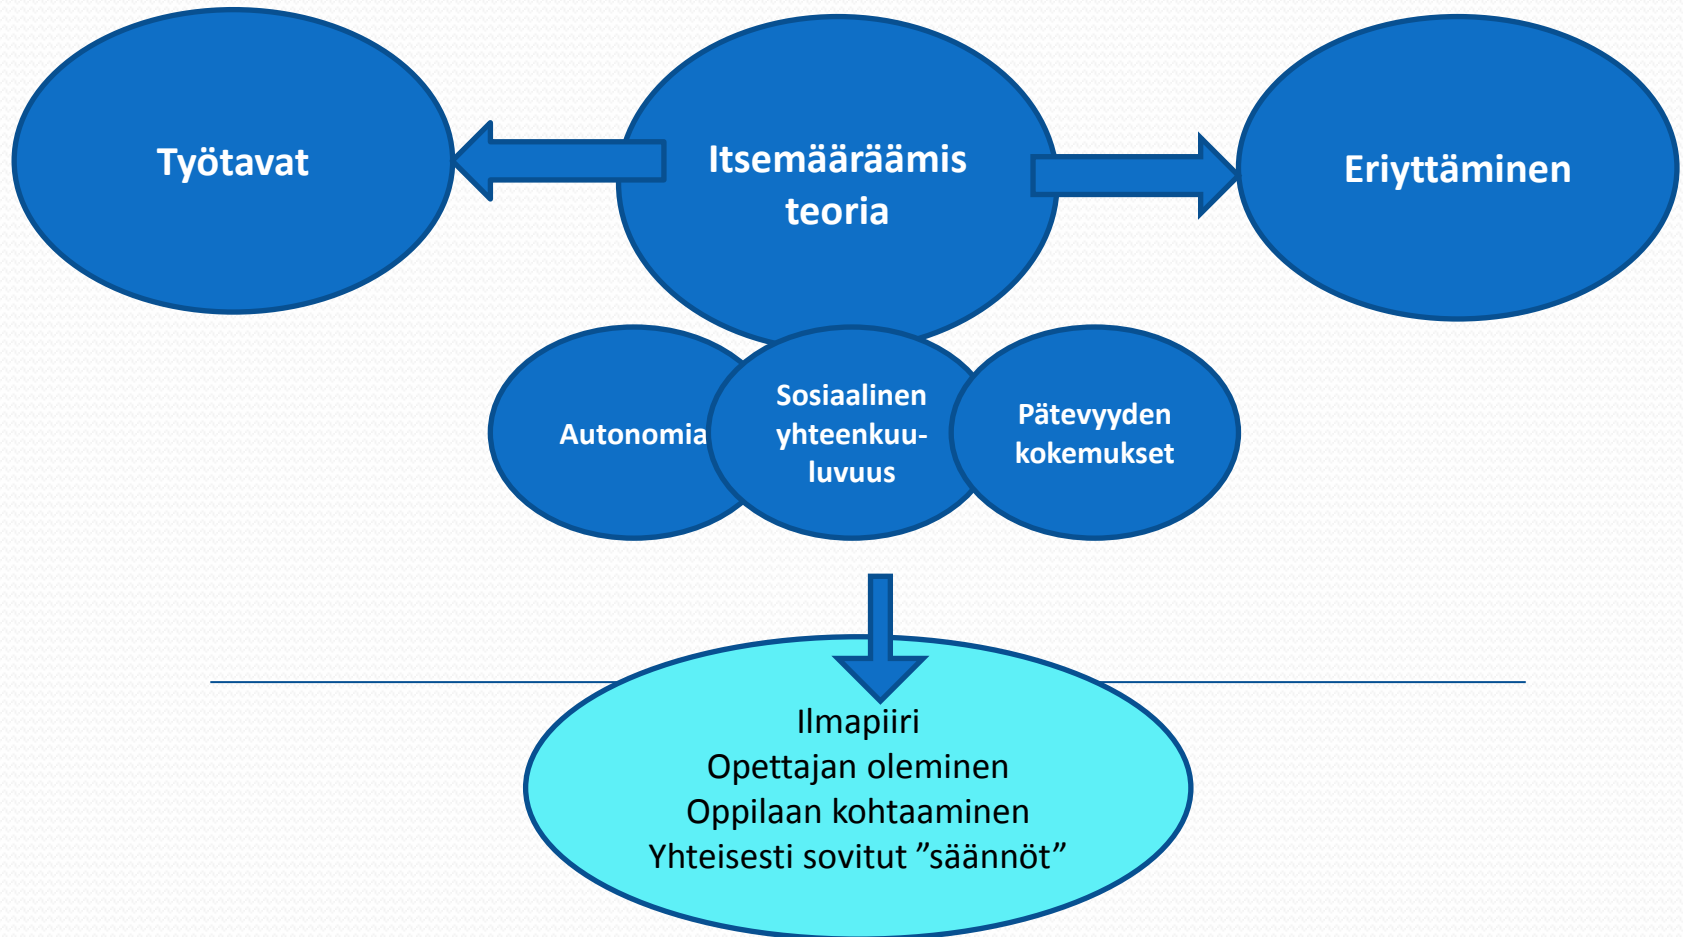 Työtavat
Itsemääräämis
teoria
Eriyttäminen
Autonomia
Sosiaalinen
yhteenkuu-
luvuus
Pätevyyden
kokemukset
Ilmapiiri
Opettajan oleminen
Oppilaan kohtaaminen
Yhteisesti sovitut ”säännöt”